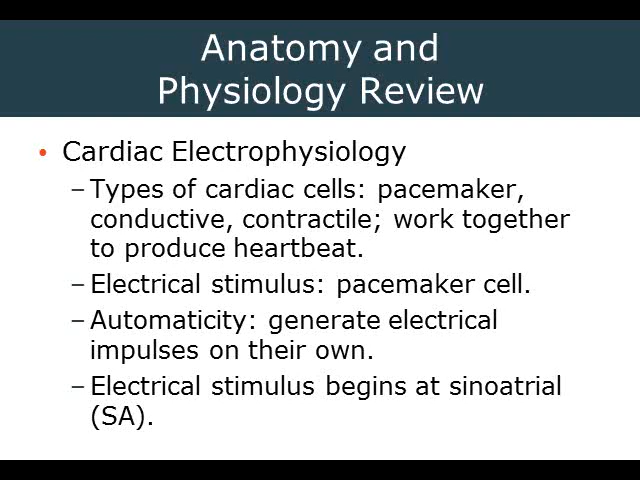 Anatomy and
Physiology Review
• Cardiac Electrophysiology
– Types of cardiac cells: pacemaker,
conductive, contractile; work together
to produce heartbeat.
– Electrical stimulus: pacemaker cell.
– Automaticity: generate electrical
impulses on their own.
– Electrical stimulus begins at sinoatrial
(SA).